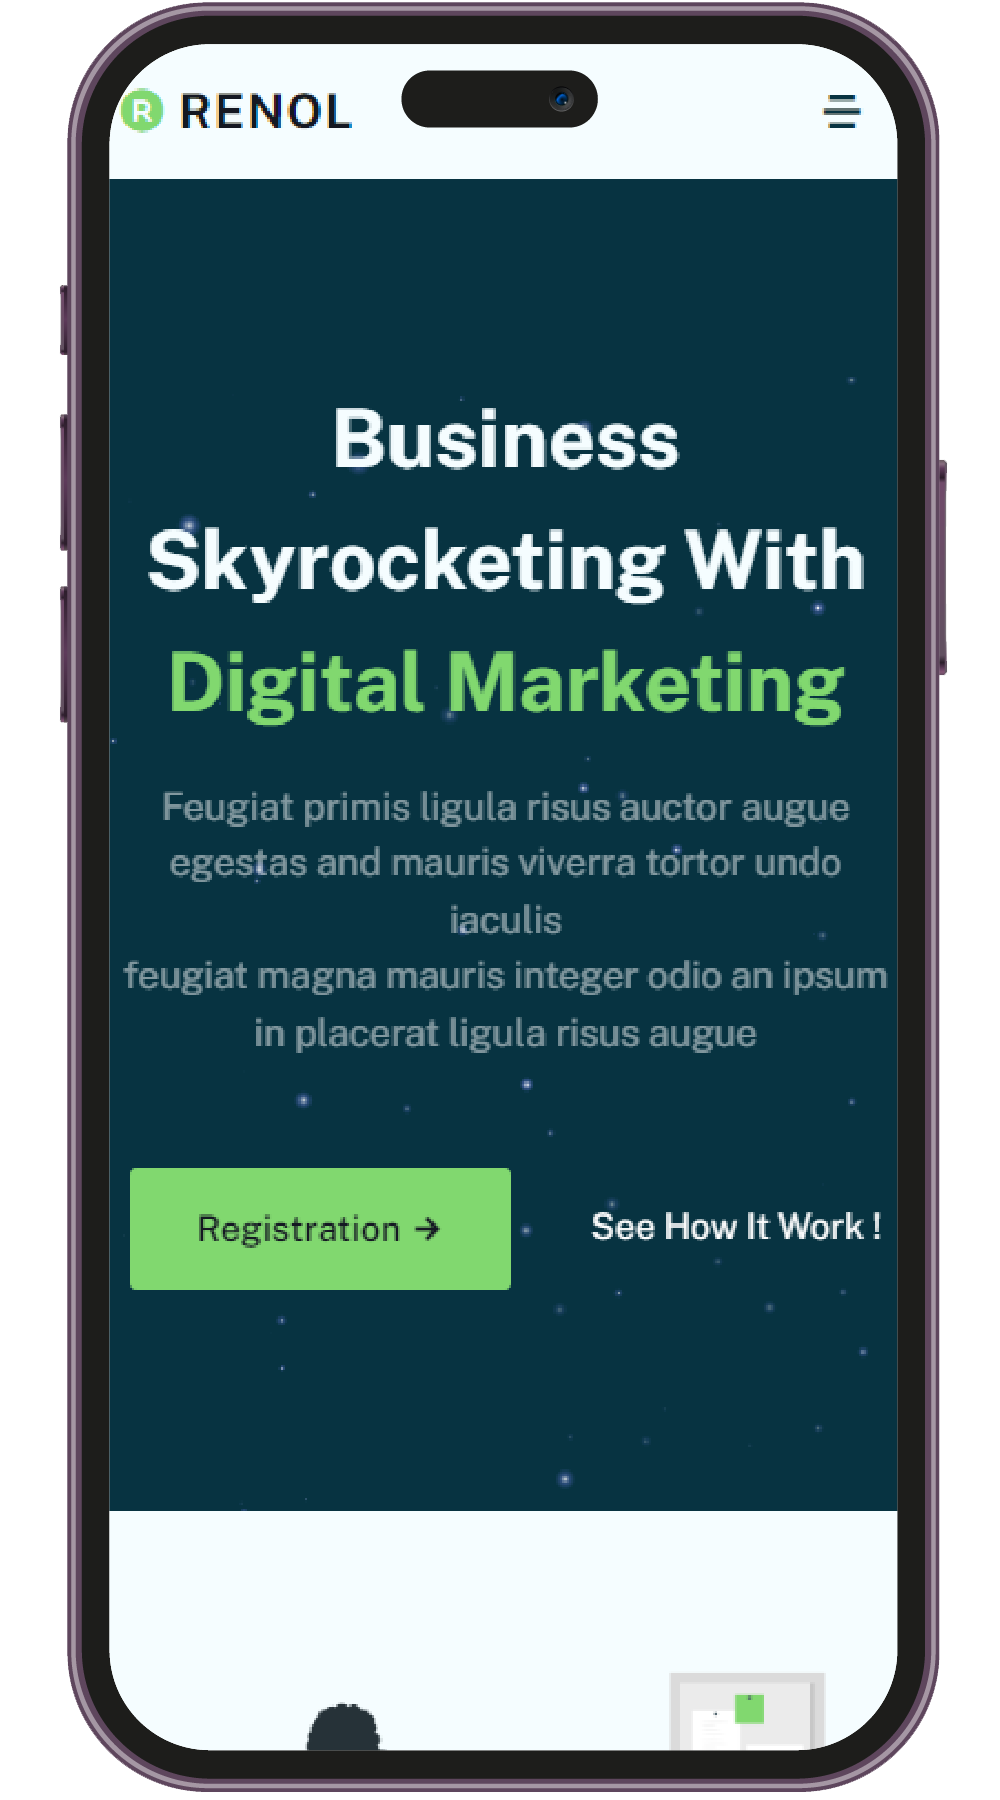 R RENOL
Business
Skyrocketing With
Digital Marketing
Feugiat primis ligula risus auctor augue
egestas and mauris viverra tortor undo
iaculis
feugiat magna mauris integer odio an ipsum
in placerat ligula risus augue
Registration →
See How It Work !